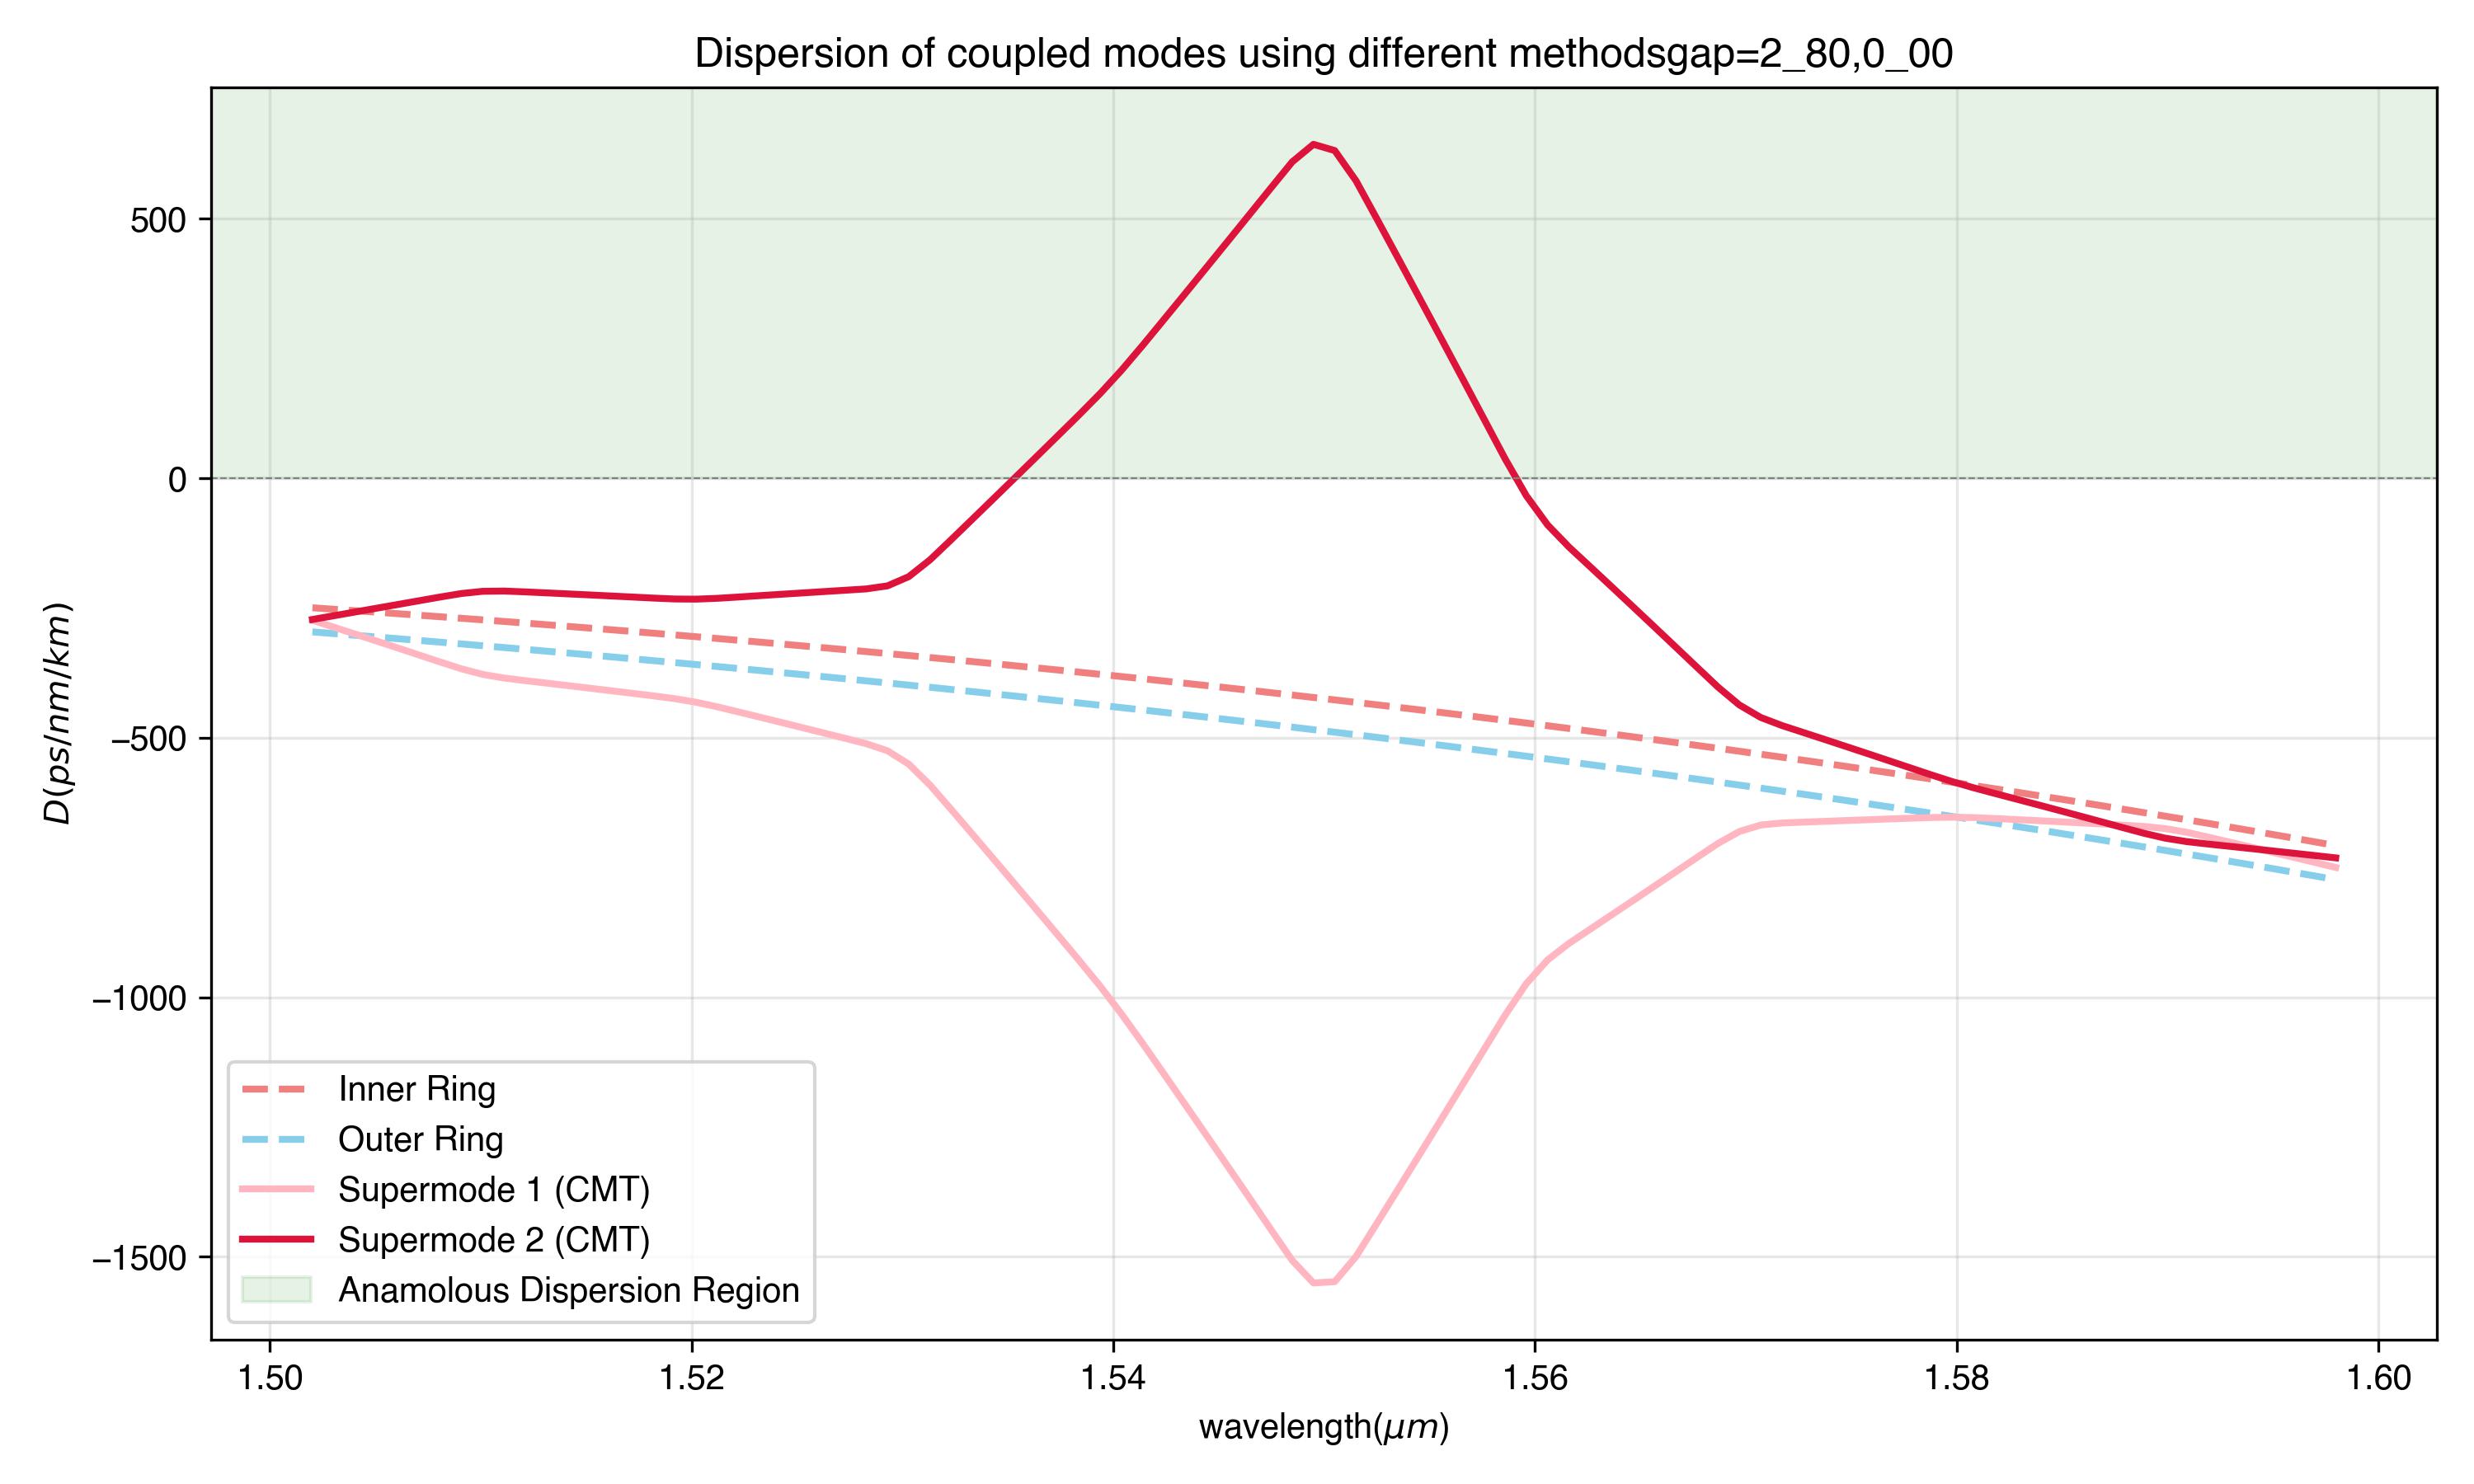 Dispersion of coupled modes using different methodsgap=2_80,0_00
D(ps/nm/km)
500
0
−500
−1000
−1500
Inner Ring
Outer Ring
Supermode 1 (CMT)
Supermode 2 (CMT)
Anamolous Dispersion Region
1.50 1.52 1.54 1.56 1.58 1.60
wavelength(μm)